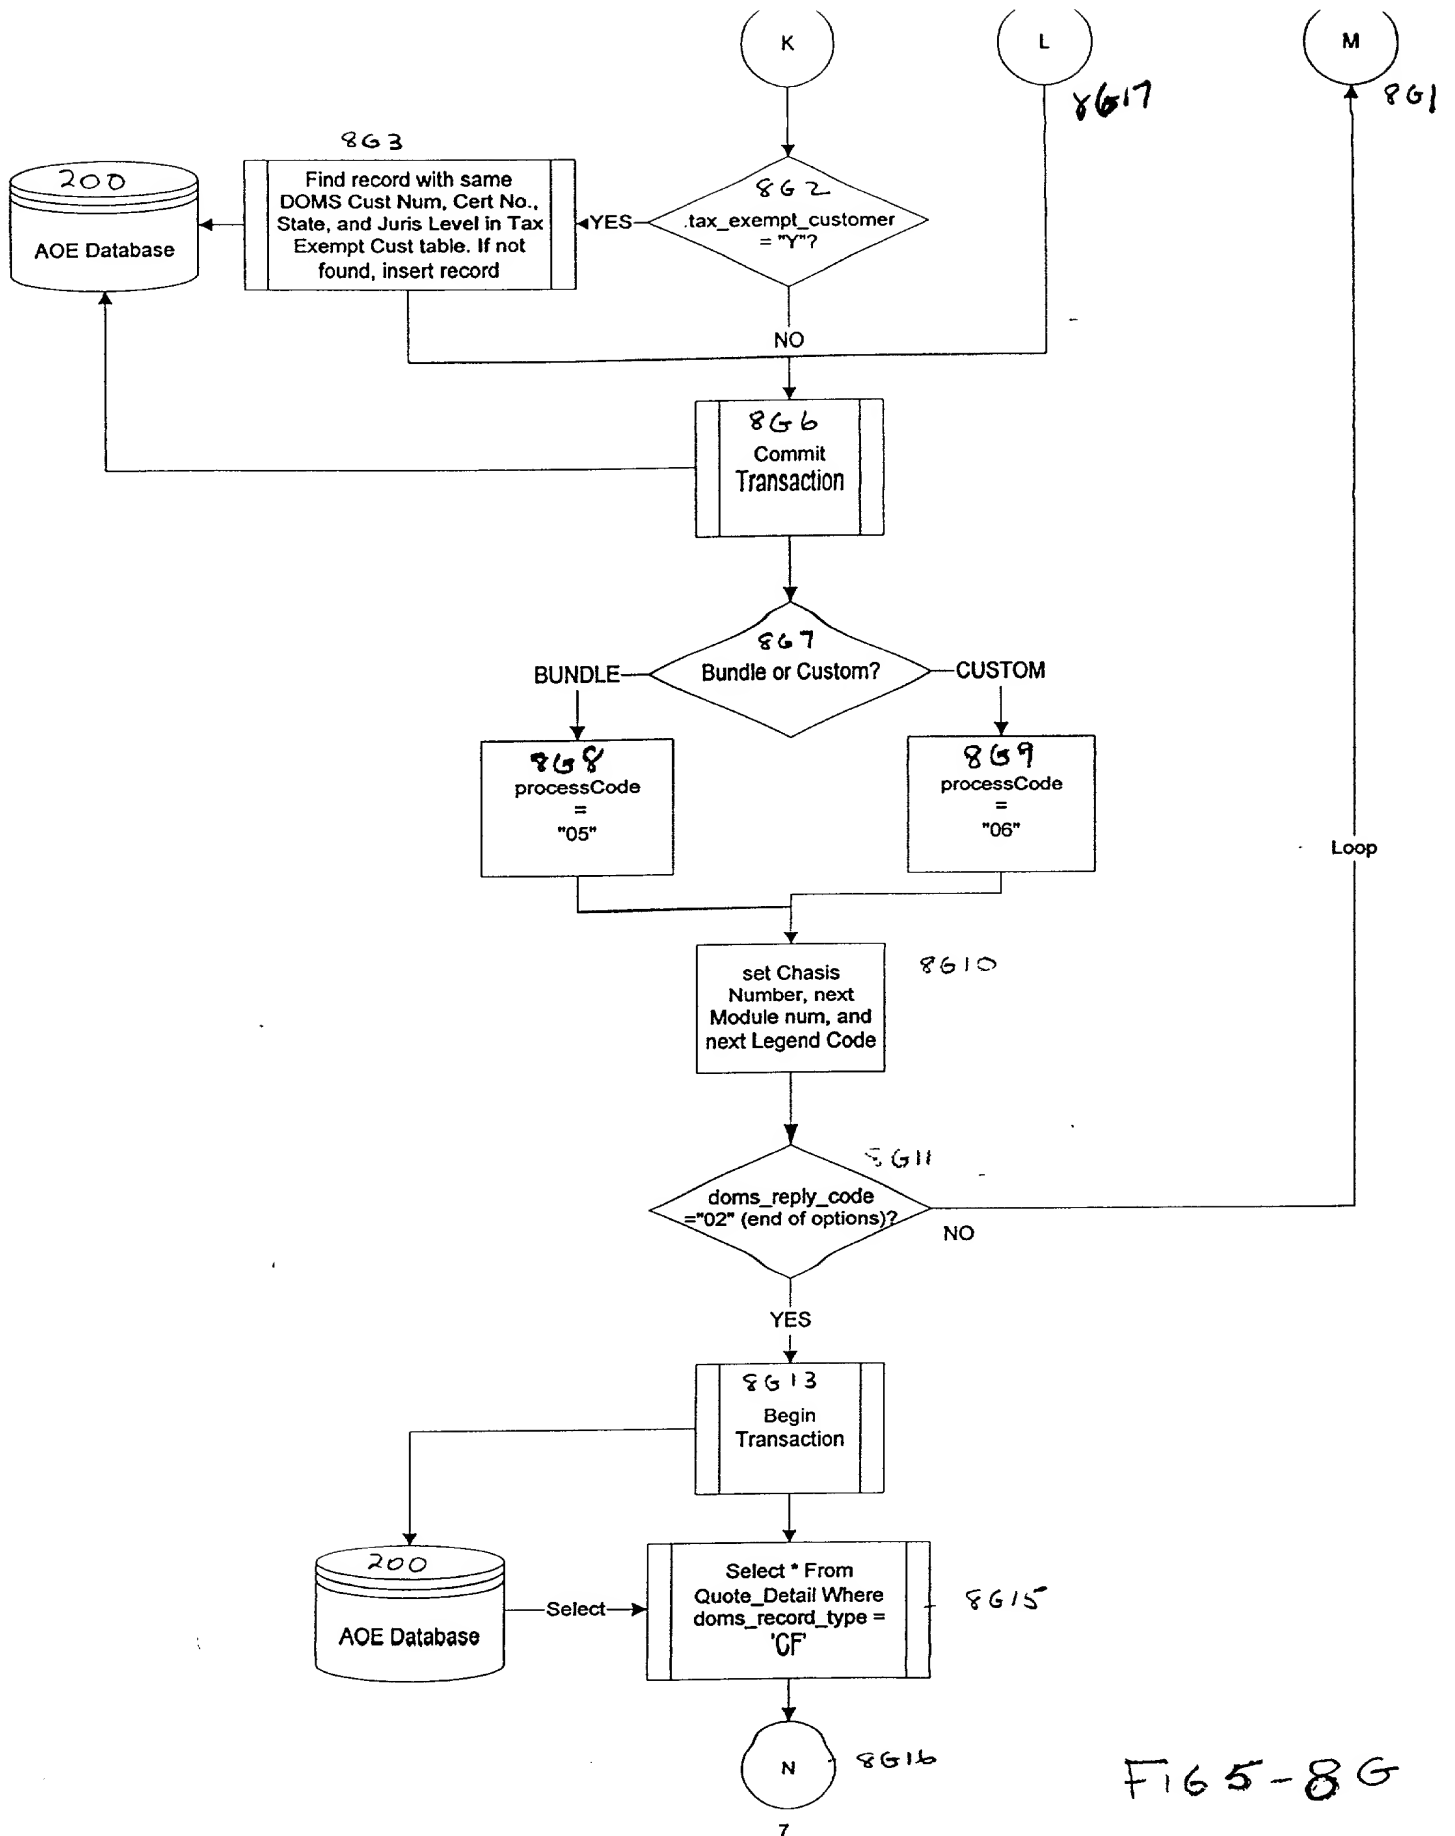 K
L
M
8G17
8G1
8G3
200
AOE Database
Find record with same
DOMS Cust Num, Cert No.,
State, and Juris Level in Tax
Exempt Cust table. If not
found, insert record
YES
8G2
.tax_exempt_customer
= "Y"?
NO
8G6
Commit
Transaction
8G7
Bundle or Custom?
BUNDLE
CUSTOM
8G8
processCode
=
"05"
8G9
processCode
=
"06"
Loop
set Chasis
Number, next
Module num, and
next Legend Code
8G10
8G11
doms_reply_code
="02" (end of options)?
NO
YES
8G13
Begin
Transaction
200
AOE Database
Select
Select * From
Quote_Detail Where
doms_record_type =
'CF'
8G15
N
8G16
7
FIG 5-8G